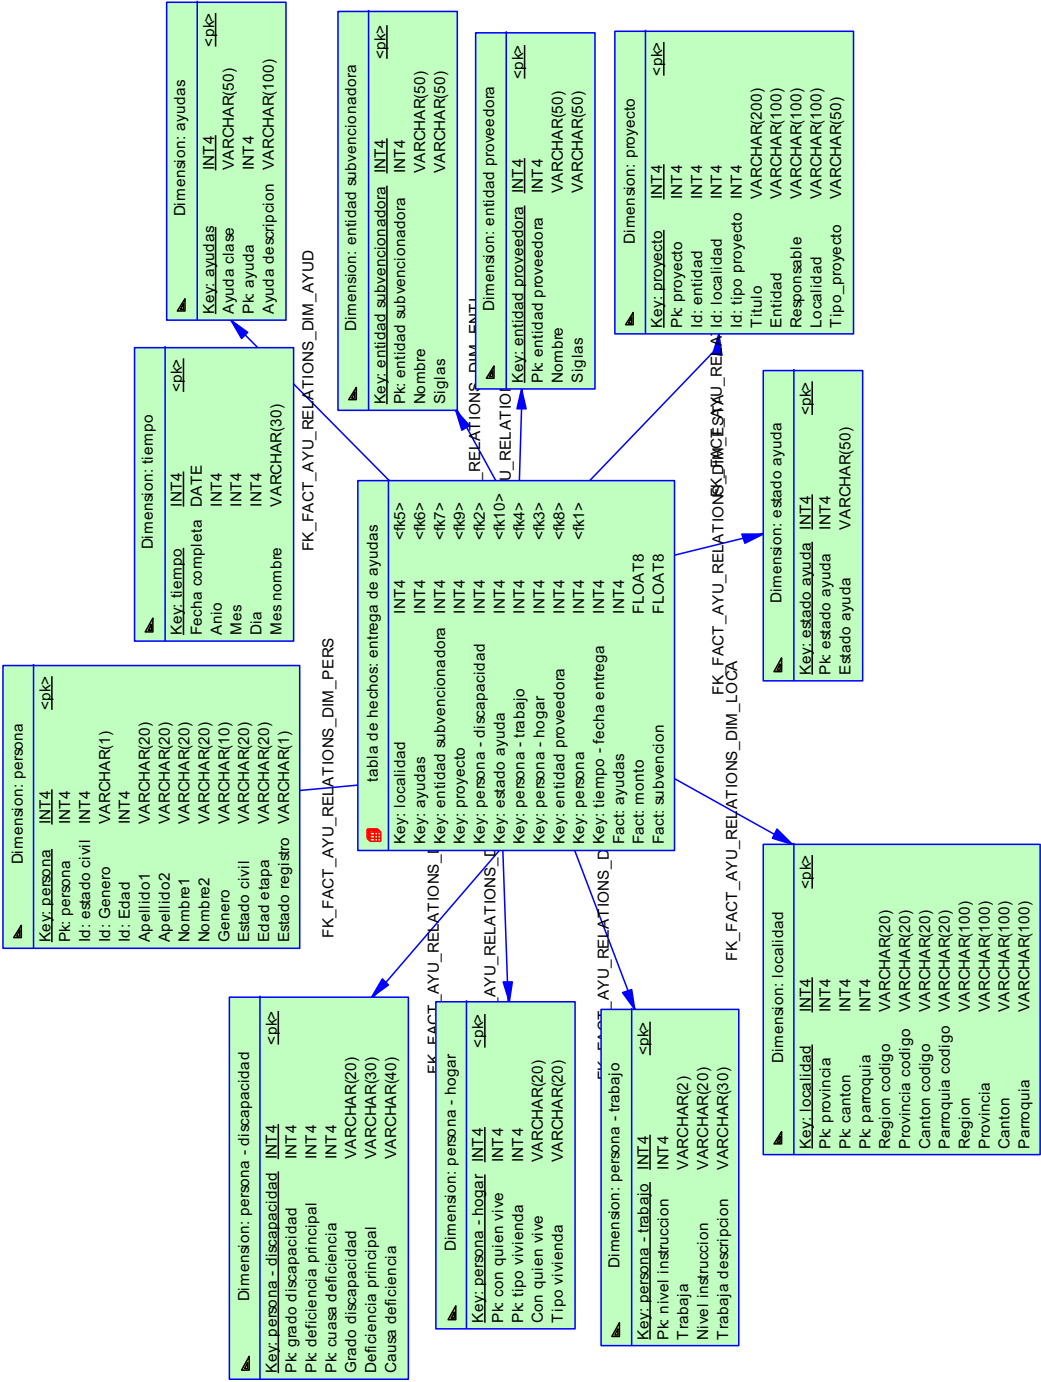 Dimension: persona
Key: persona INT4 <pk>
Pk: persona INT4
Id: estado civil INT4
Id: Genero VARCHAR(1)
Id: Edad INT4
Apellido1 VARCHAR(20)
Apellido2 VARCHAR(20)
Nombre1 VARCHAR(20)
Nombre2 VARCHAR(20)
Genero VARCHAR(10)
Estado civil VARCHAR(20)
Edad etapa VARCHAR(20)
Estado registro VARCHAR(1)
Dimension: tiempo
Key: tiempo INT4 <pk>
Fecha completa DATE
Anio INT4
Mes INT4
Dia INT4
Mes nombre VARCHAR(30)
Dimension: ayudas
Key: ayudas INT4 <pk>
Ayuda clase VARCHAR(50)
Pk: ayuda INT4
Ayuda descripcion VARCHAR(100)
Dimension: entidad subvencionadora
Key: entidad subvencionadora INT4 <pk>
Pk: entidad subvencionadora INT4
Nombre VARCHAR(50)
Siglas VARCHAR(50)
Dimension: entidad proveedora
Key: entidad proveedora INT4 <pk>
Pk: entidad proveedora INT4
Nombre VARCHAR(50)
Siglas VARCHAR(50)
Dimension: proyecto
Key: proyecto INT4 <pk>
Pk: proyecto INT4
Id: entidad INT4
Id: localidad INT4
Id: tipo proyecto INT4
Titulo VARCHAR(200)
Entidad VARCHAR(100)
Responsable VARCHAR(100)
Localidad VARCHAR(100)
Tipo_proyecto VARCHAR(50)
Dimension: estado ayuda
Key: estado ayuda INT4 <pk>
Pk: estado ayuda INT4
Estado ayuda VARCHAR(50)
tabla de hechos: entrega de ayudas
Key: localidad INT4 <fk5>
Key: ayudas INT4 <fk6>
Key: entidad subvencionadora INT4 <fk7>
Key: proyecto INT4 <fk9>
Key: persona - discapacidad INT4 <fk2>
Key: estado ayuda INT4 <fk10>
Key: persona - trabajo INT4 <fk4>
Key: persona - hogar INT4 <fk3>
Key: entidad proveedora INT4 <fk8>
Key: persona INT4 <fk1>
Key: tiempo - fecha entrega INT4
Fact: ayudas INT4
Fact: monto FLOAT8
Fact: subvencion FLOAT8
Dimension: persona - discapacidad
Key: persona - discapacidad INT4 <pk>
Pk: grado discapacidad INT4
Pk: deficiencia principal INT4
Pk: cuasa deficiencia INT4
Grado discapacidad VARCHAR(20)
Deficiencia principal VARCHAR(30)
Causa deficiencia VARCHAR(40)
Dimension: persona - hogar
Key: persona - hogar INT4 <pk>
Pk: con quien vive INT4
Pk: tipo vivienda INT4
Con quien vive VARCHAR(20)
Tipo vivienda VARCHAR(20)
Dimension: persona - trabajo
Key: persona - trabajo INT4 <pk>
Pk: nivel instruccion INT4
Trabaja VARCHAR(2)
Nivel instruccion VARCHAR(20)
Trabaja descripcion VARCHAR(30)
Dimension: localidad
Key: localidad INT4 <pk>
Pk: provincia INT4
Pk: canton INT4
Pk: parroquia INT4
Region codigo VARCHAR(20)
Provincia codigo VARCHAR(20)
Canton codigo VARCHAR(20)
Parroquia codigo VARCHAR(20)
Region VARCHAR(100)
Provincia VARCHAR(100)
Canton VARCHAR(100)
Parroquia VARCHAR(100)
FK_FACT_AYU_RELATIONS_DIM_PERS
FK_FACT_AYU_RELATIONS_DIM_AYUD
FK_FACT_AYU_RELATIONS_DIM_LOCA